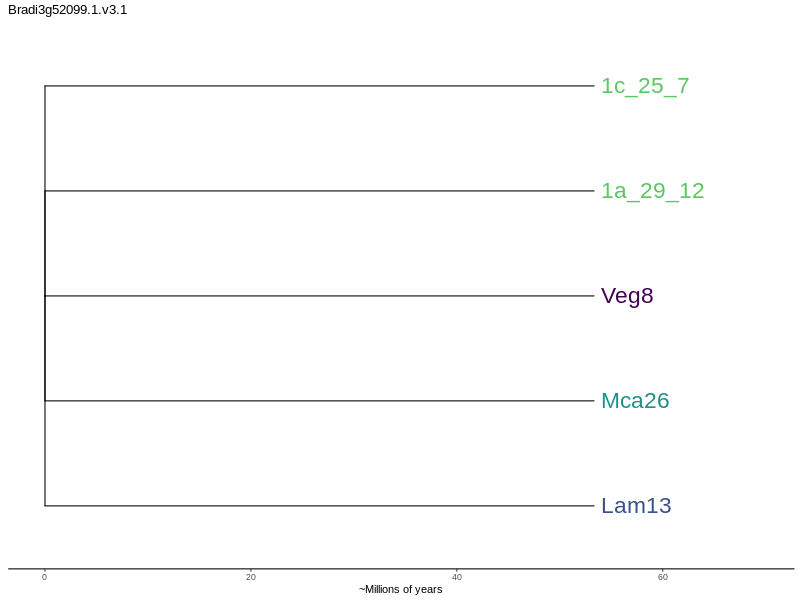 Bradi3g52099.1.v3.1
1c_25_7
1a_29_12
Veg8
Mca26
Lam13
0 20 40 60
~Millions of years